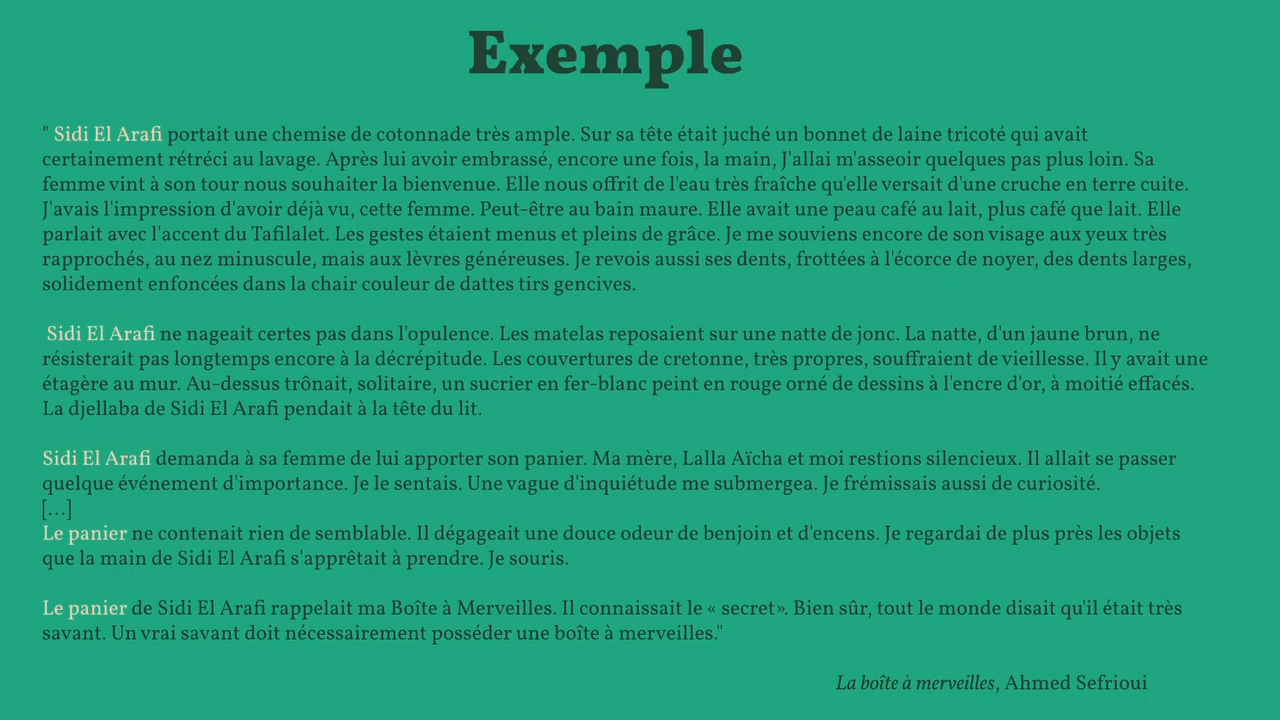 Exemple
" Sidi El Arafi portait une chemise de cotonnade très ample. Sur sa tête était juché un bonnet de laine tricoté qui avait
certainement rétréci au lavage. Après lui avoir embrassé, encore une fois, la main, J'allai m'asseoir quelques pas plus loin. Sa
femme vint à son tour nous souhaiter la bienvenue. Elle nous offrit de l'eau très fraîche qu'elle versait d'une cruche en terre cuite.
J'avais l'impression d'avoir déjà vu, cette femme. Peut-être au bain maure. Elle avait une peau café au lait, plus café que lait. Elle
parlait avec l'accent du Tafilalet. Les gestes étaient menus et pleins de grâce. Je me souviens encore de son visage aux yeux très
rapprochés, au nez minuscule, mais aux lèvres généreuses. Je revois aussi ses dents, frottées à l'écorce de noyer, des dents larges,
solidement enfoncées dans la chair couleur de dattes tirs gencives.
Sidi El Arafi ne nageait certes pas dans l'opulence. Les matelas reposaient sur une natte de jonc. La natte, d'un jaune brun, ne
résisterait pas longtemps encore à la décrépitude. Les couvertures de cretonne, très propres, souffraient de vieillesse. Il y avait une
étagère au mur. Au-dessus trônait, solitaire, un sucrier en fer-blanc peint en rouge orné de dessins à l'encre d'or, à moitié effacés.
La djellaba de Sidi El Arafi pendait à la tête du lit.
Sidi El Arafi demanda à sa femme de lui apporter son panier. Ma mère, Lalla Aïcha et moi restions silencieux. Il allait se passer
quelque événement d'importance. Je le sentais. Une vague d'inquiétude me submergea. Je frémissais aussi de curiosité.
[...]
Le panier ne contenait rien de semblable. Il dégageait une douce odeur de benjoin et d'encens. Je regardai de plus près les objets
que la main de Sidi El Arafi s'apprêtait à prendre. Je souris.
Le panier de Sidi El Arafi rappelait ma Boîte à Merveilles. Il connaissait le « secret». Bien sûr, tout le monde disait qu'il était très
savant. Un vrai savant doit nécessairement posséder une boîte à merveilles."
La boîte à merveilles, Ahmed Sefrioui